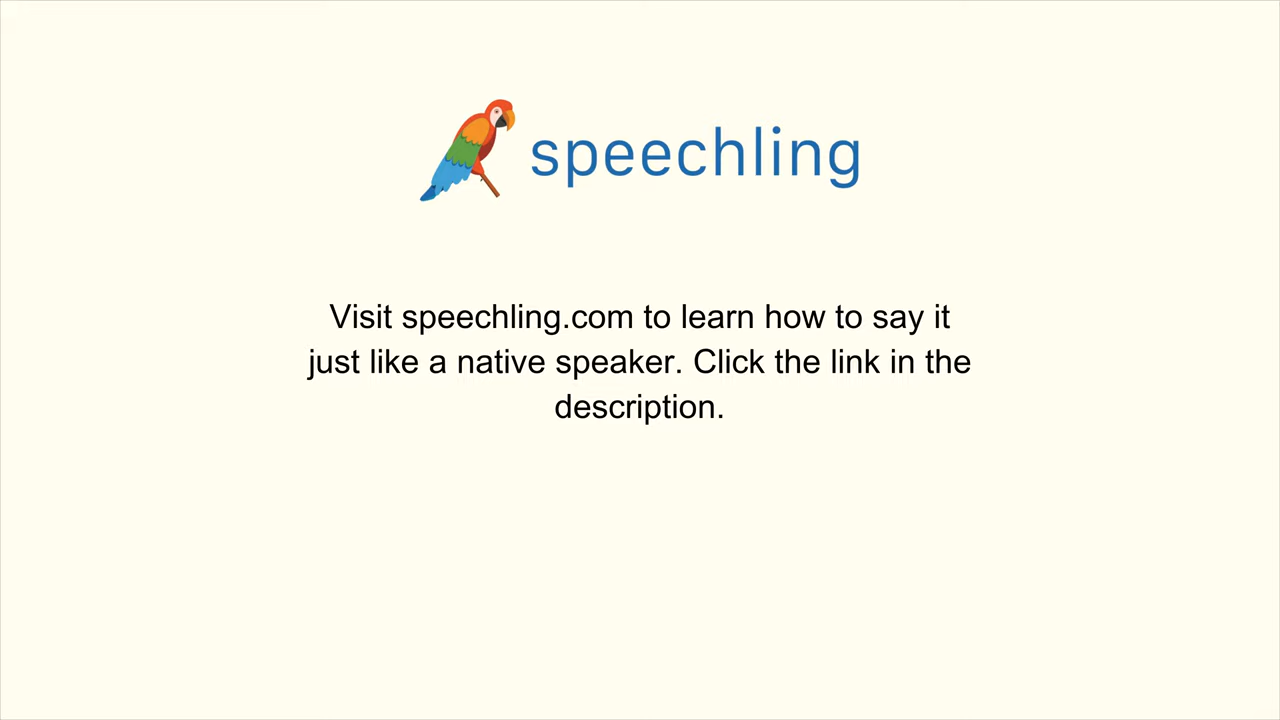 speechling
Visit speechling.com to learn how to say it
just like a native speaker. Click the link in the
description.